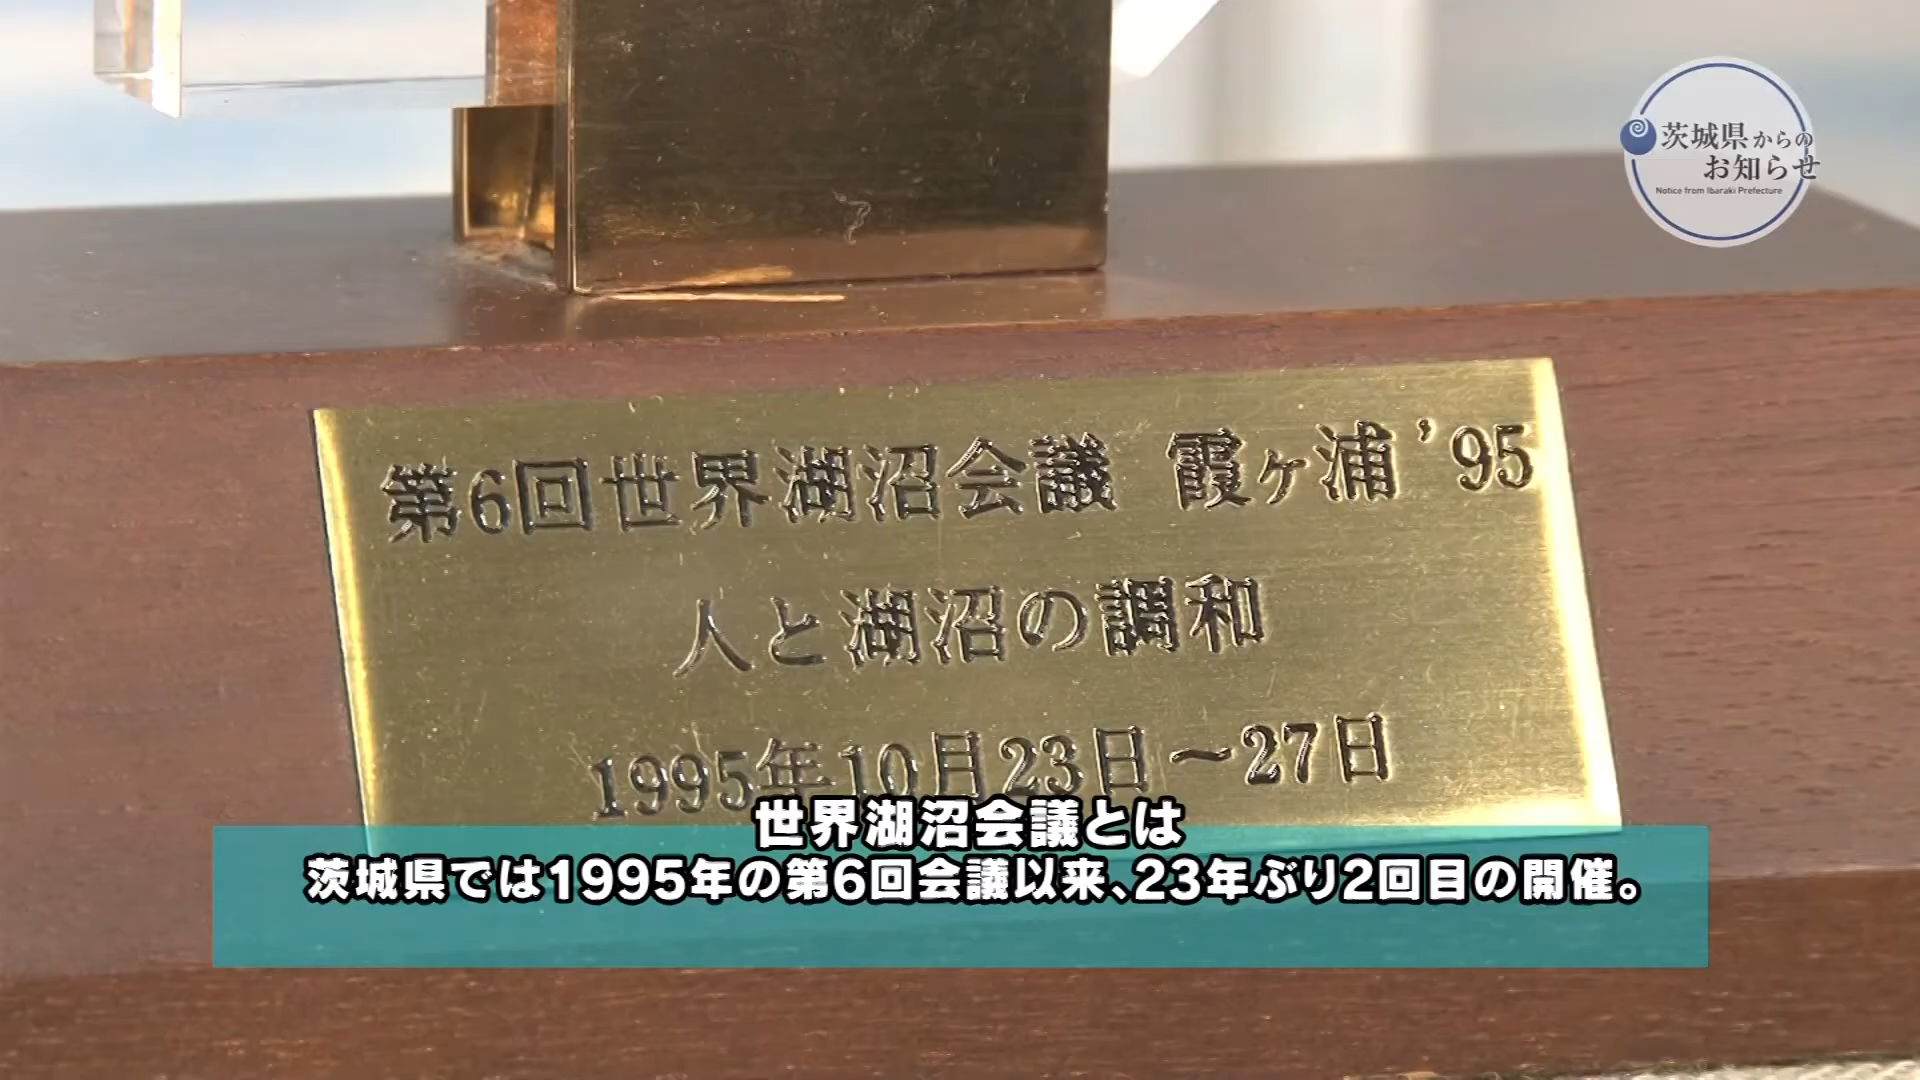 茨城県からの
お知らせ
Notice from Ibaraki Prefecture
第6回世界湖沼会議 霞ヶ浦'95
人と湖沼の調和
1995年10月23日～27日
世界湖沼会議とは
茨城県では1995年の第6回会議以来、23年ぶり2回目の開催。